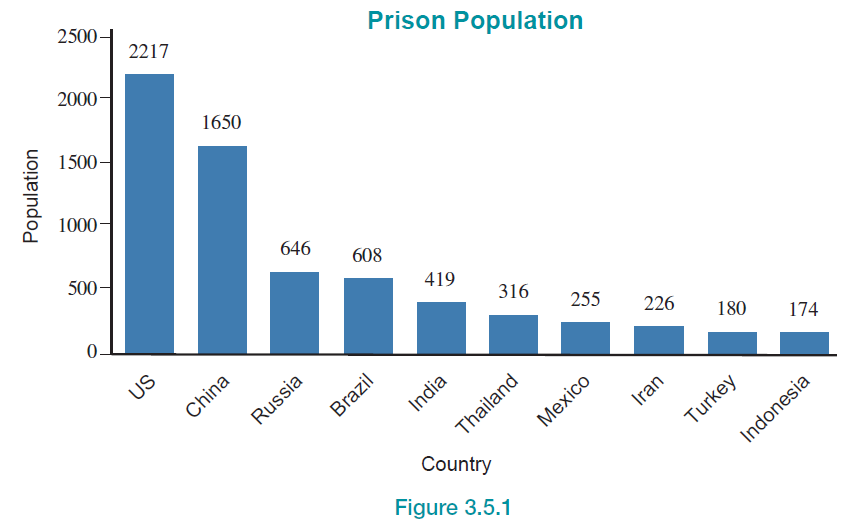 Prison Population
2500
2000
1500
1000
500
0
Population
2217
1650
646
608
419
316
255
226
180
174
US
China
Russia
Brazil
India
Thailand
Mexico
Iran
Turkey
Indonesia
Country
Figure 3.5.1